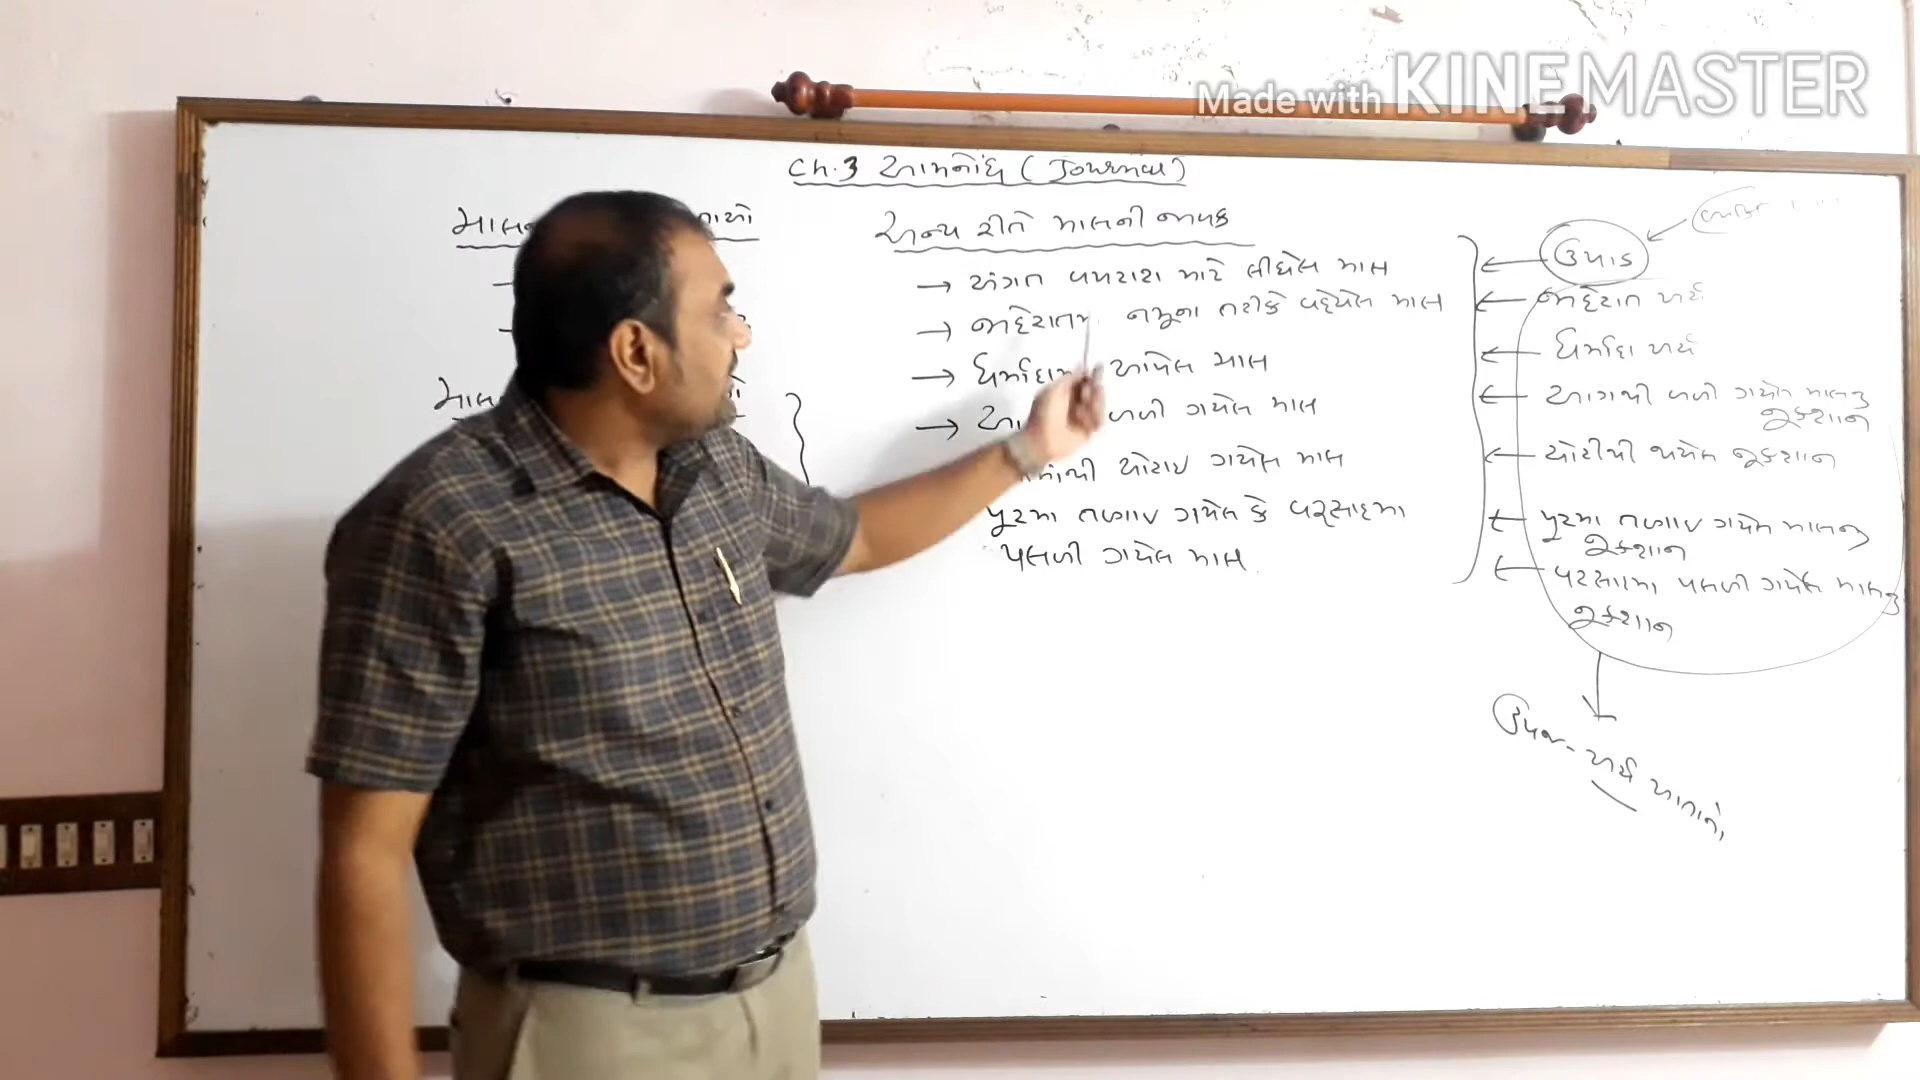 Made with KINEMASTER
Ch.3 આમનોંધ (Journal)
અન્ય રીતે માલની જાવક
→ અંગત વપરાશ માટે લીધેલ માલ
→ નમૂના તરીકે વહેંચેલ માલ
→ આપેલ માલ
→ બળી ગયેલ માલ
ચોરાઇ ગયેલ માલ
પૂરમા તણાઇ ગયેલ કે વરસાદમા
પલળી ગયેલ માલ
ઉપાડ
જાહેરાત ખર્ચ
ધર્માદા ખર્ચ
આગથી બળી ગયેલ માલનુ
નુકશાન
ચોરીથી થયેલ નુકશાન
પૂરમા તણાઇ ગયેલ માલનુ
નુકશાન
વરસાદમા પલળી ગયેલ માલનુ
નુકશાન
ઉપજ-ખર્ચ ખાતાનો